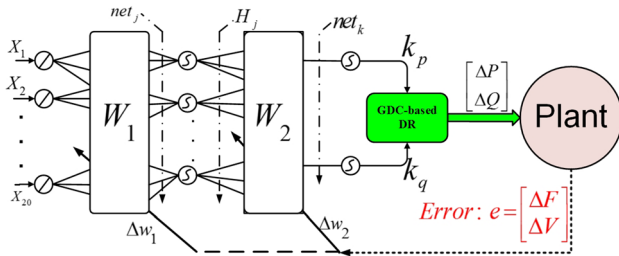 net_j
H_j
net_k
X_1
X_2
X_20
W_1
W_2
k_p
k_q
GDC-based
DR
ΔP
ΔQ
Plant
Δw_1
Δw_2
Error: e = [ΔF
ΔV]